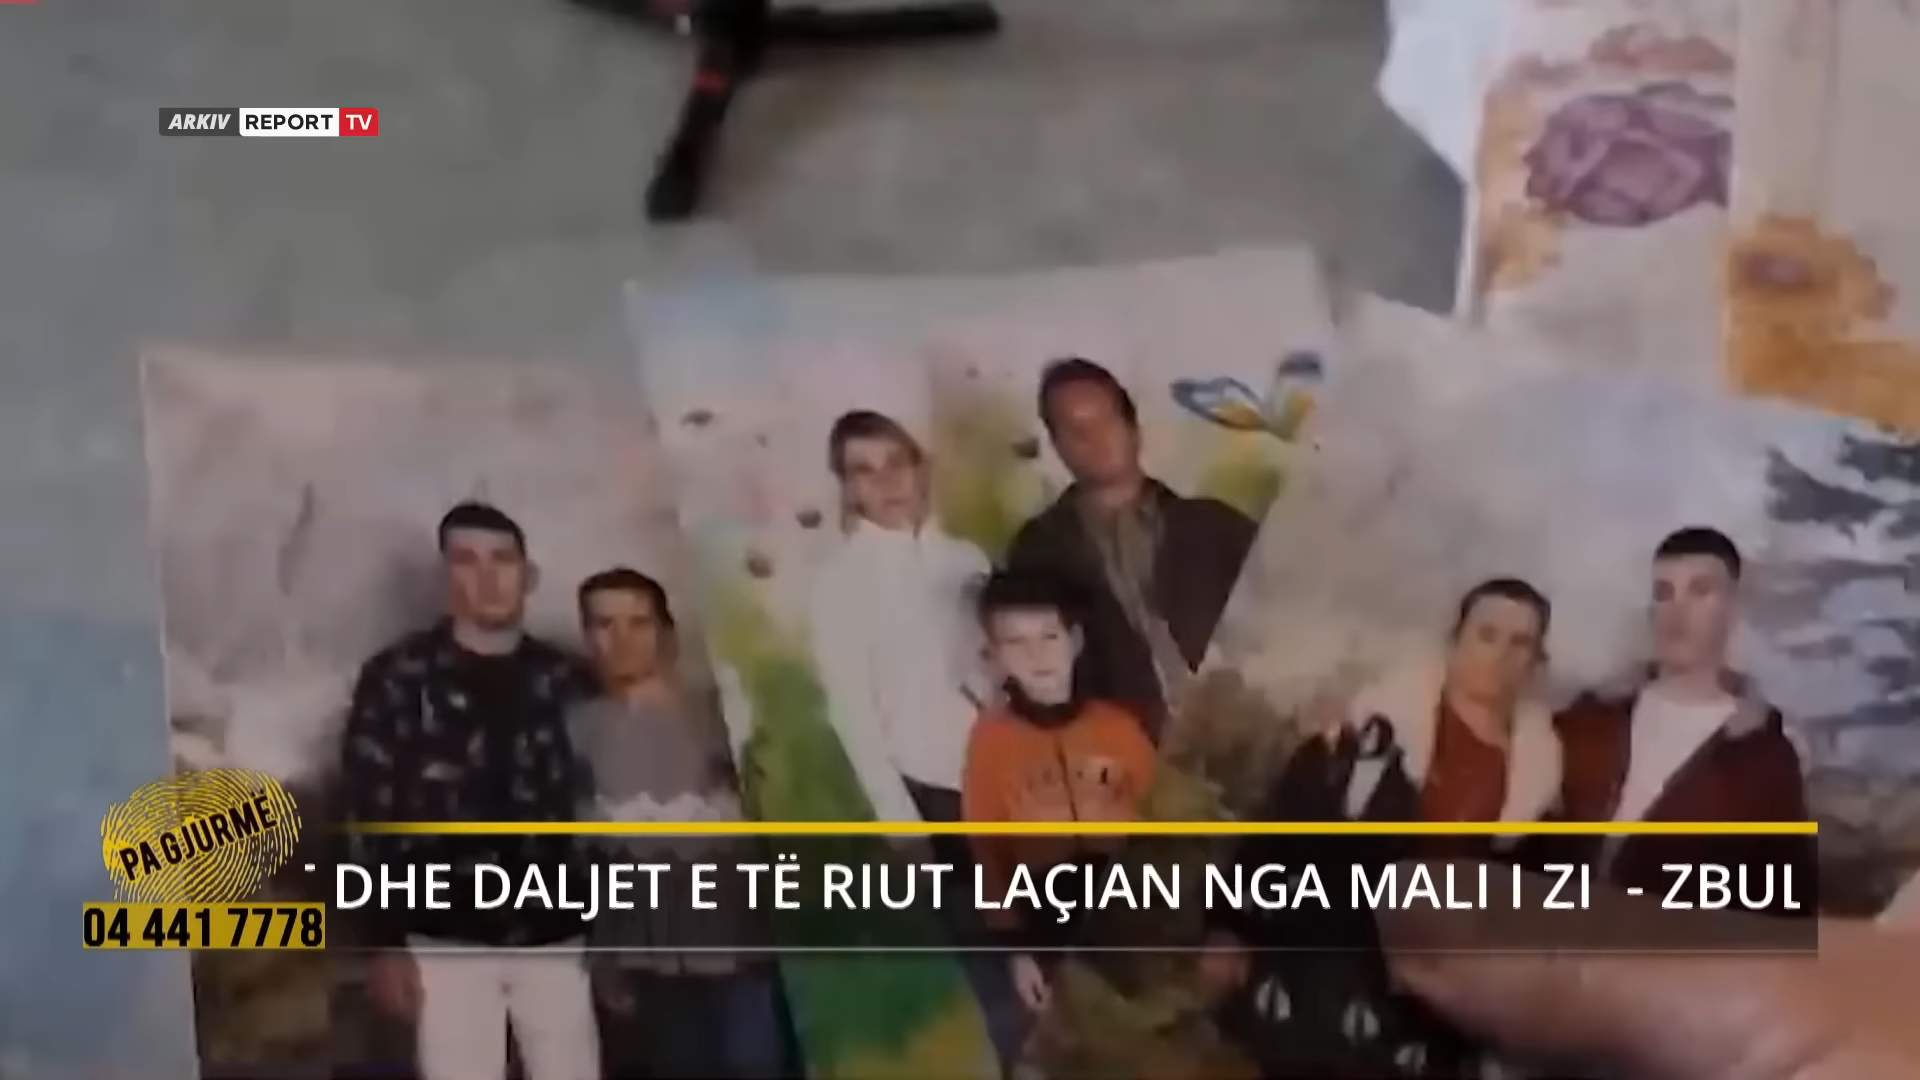 ARKIV REPORT TV
PA GJURMË
DHE DALJET E TË RIUT LAÇIAN NGA MALI I ZI - ZBUL
04 441 7778